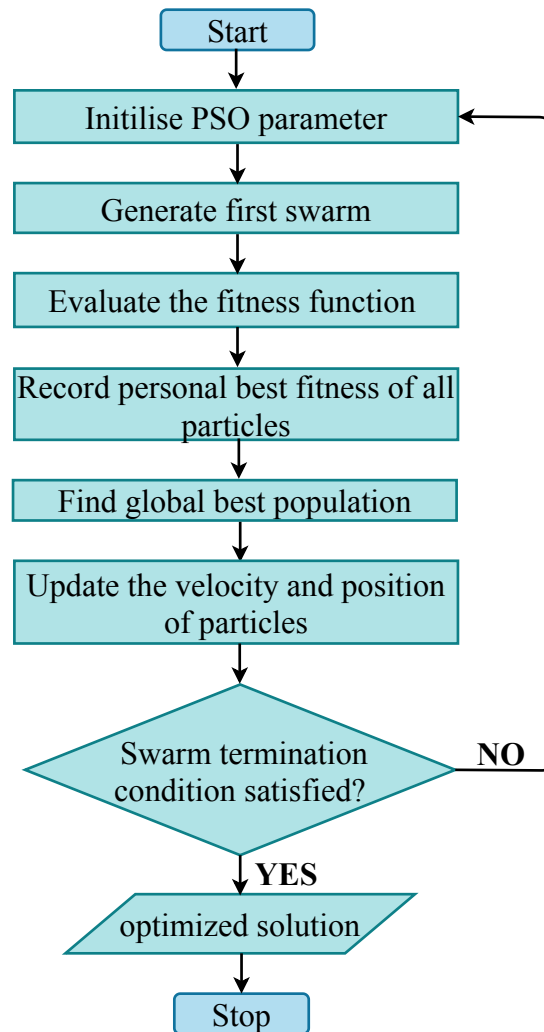 Start
Initilise PSO parameter
Generate first swarm
Evaluate the fitness function
Record personal best fitness of all
particles
Find global best population
Update the velocity and position
of particles
Swarm termination
condition satisfied?
NO
YES
optimized solution
Stop